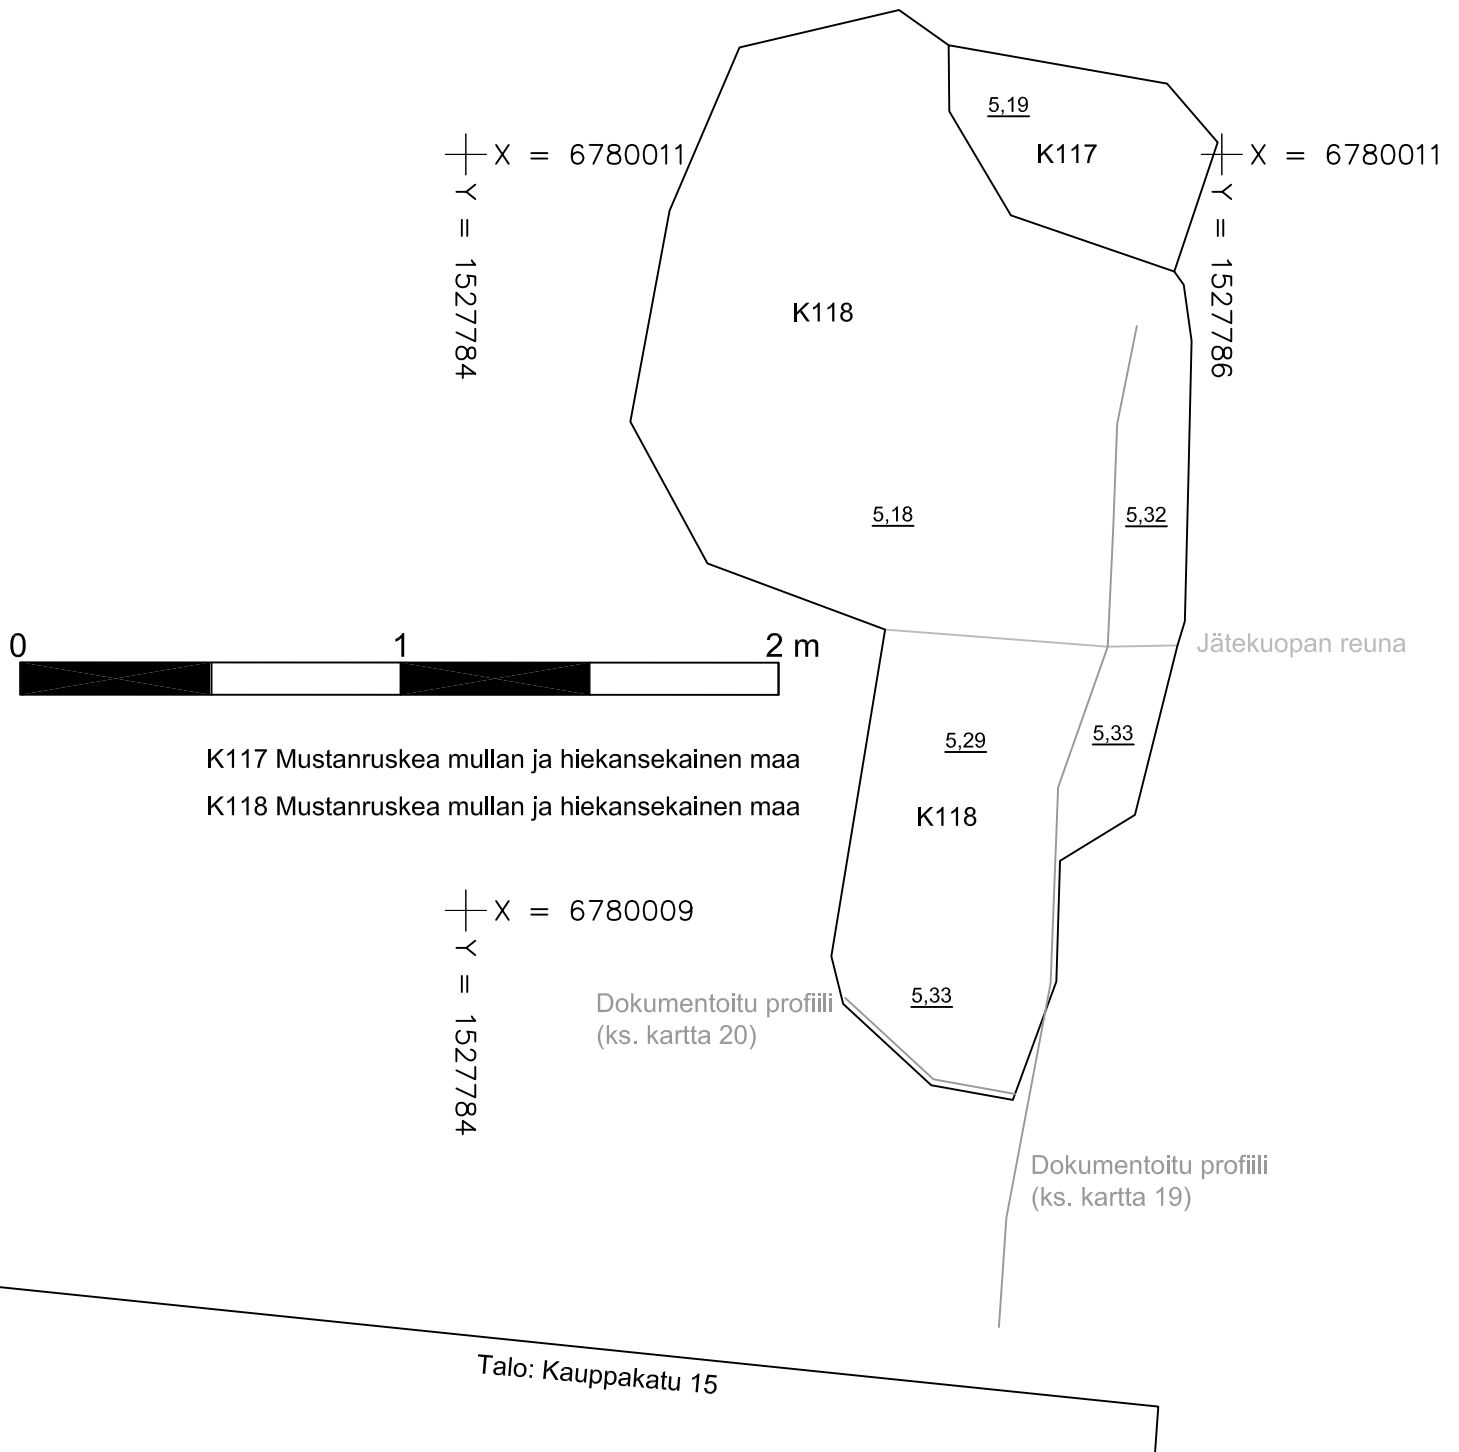 5,19
X = 6780011
K117
X = 6780011
Y = 1527784
Y = 1527786
K118
5,18
5,32
0 1 2 m
Jätekuopan reuna
5,29
5,33
K117 Mustanruskea mullan ja hiekansekainen maa
K118 Mustanruskea mullan ja hiekansekainen maa
K118
X = 6780009
Y = 1527784
5,33
Dokumentoitu profiili
(ks. kartta 20)
Dokumentoitu profiili
(ks. kartta 19)
Talo: Kauppakatu 15